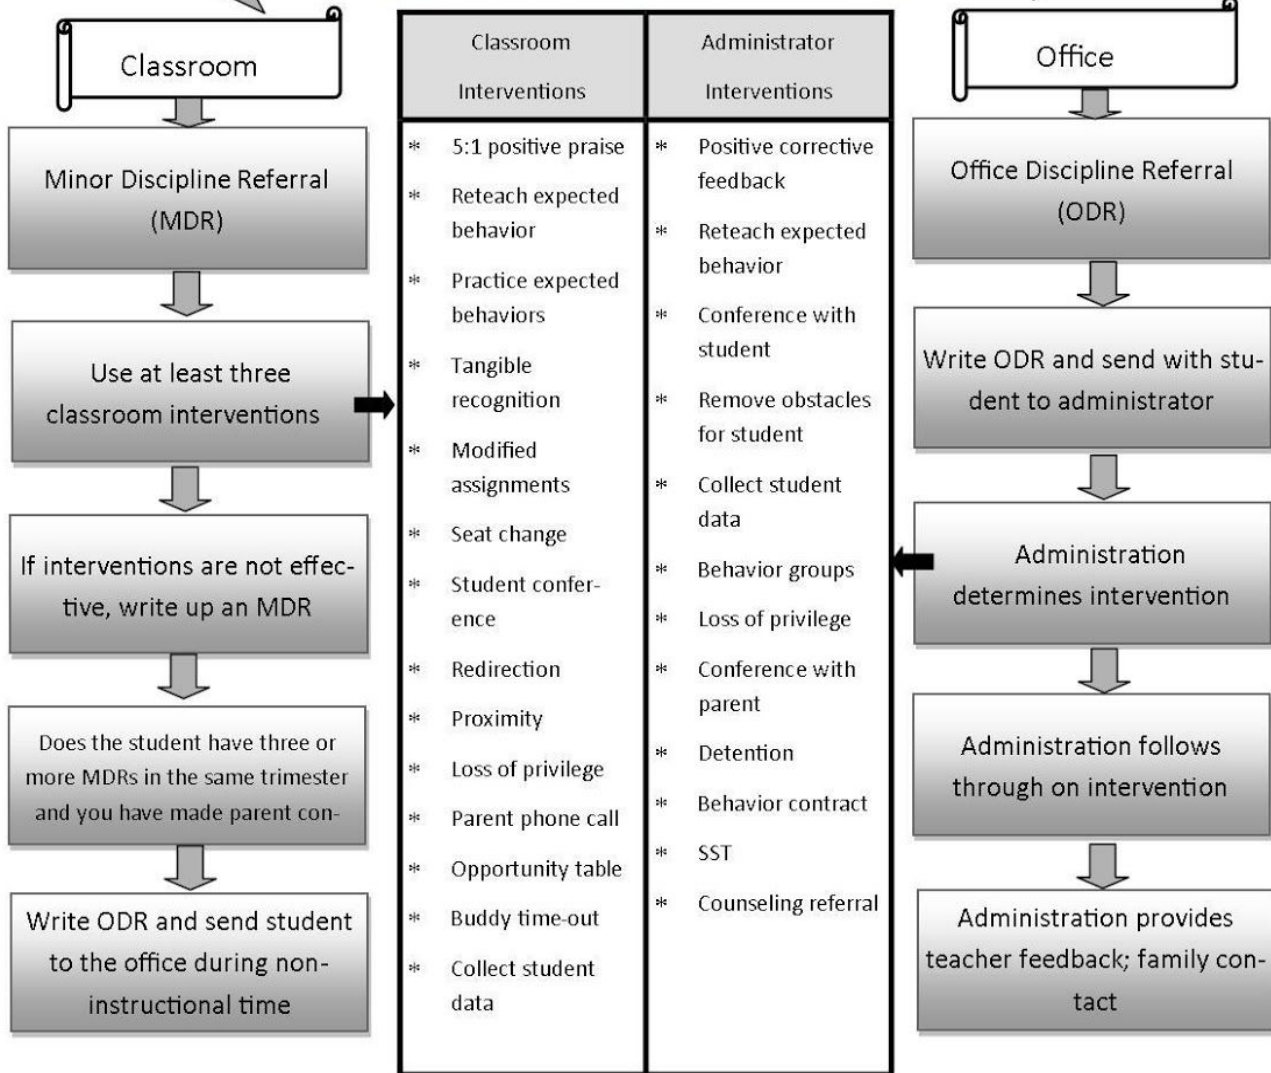 Classroom
Minor Discipline Referral
(MDR)
Use at least three
classroom interventions
If interventions are not effec-
tive, write up an MDR
Does the student have three or
more MDRs in the same trimester
and you have made parent con-
Write ODR and send student
to the office during non-
instructional time
Classroom
Interventions
* 5:1 positive praise
* Reteach expected
behavior
* Practice expected
behaviors
* Tangible
recognition
* Modified
assignments
* Seat change
* Student confer-
ence
* Redirection
* Proximity
* Loss of privilege
* Parent phone call
* Opportunity table
* Buddy time-out
* Collect student
data
Administrator
Interventions
* Positive corrective
feedback
* Reteach expected
behavior
* Conference with
student
* Remove obstacles
for student
* Collect student
data
* Behavior groups
* Loss of privilege
* Conference with
parent
* Detention
* Behavior contract
* SST
* Counseling referral
Office
Office Discipline Referral
(ODR)
Write ODR and send with stu-
dent to administrator
Administration
determines intervention
Administration follows
through on intervention
Administration provides
teacher feedback; family con-
tact